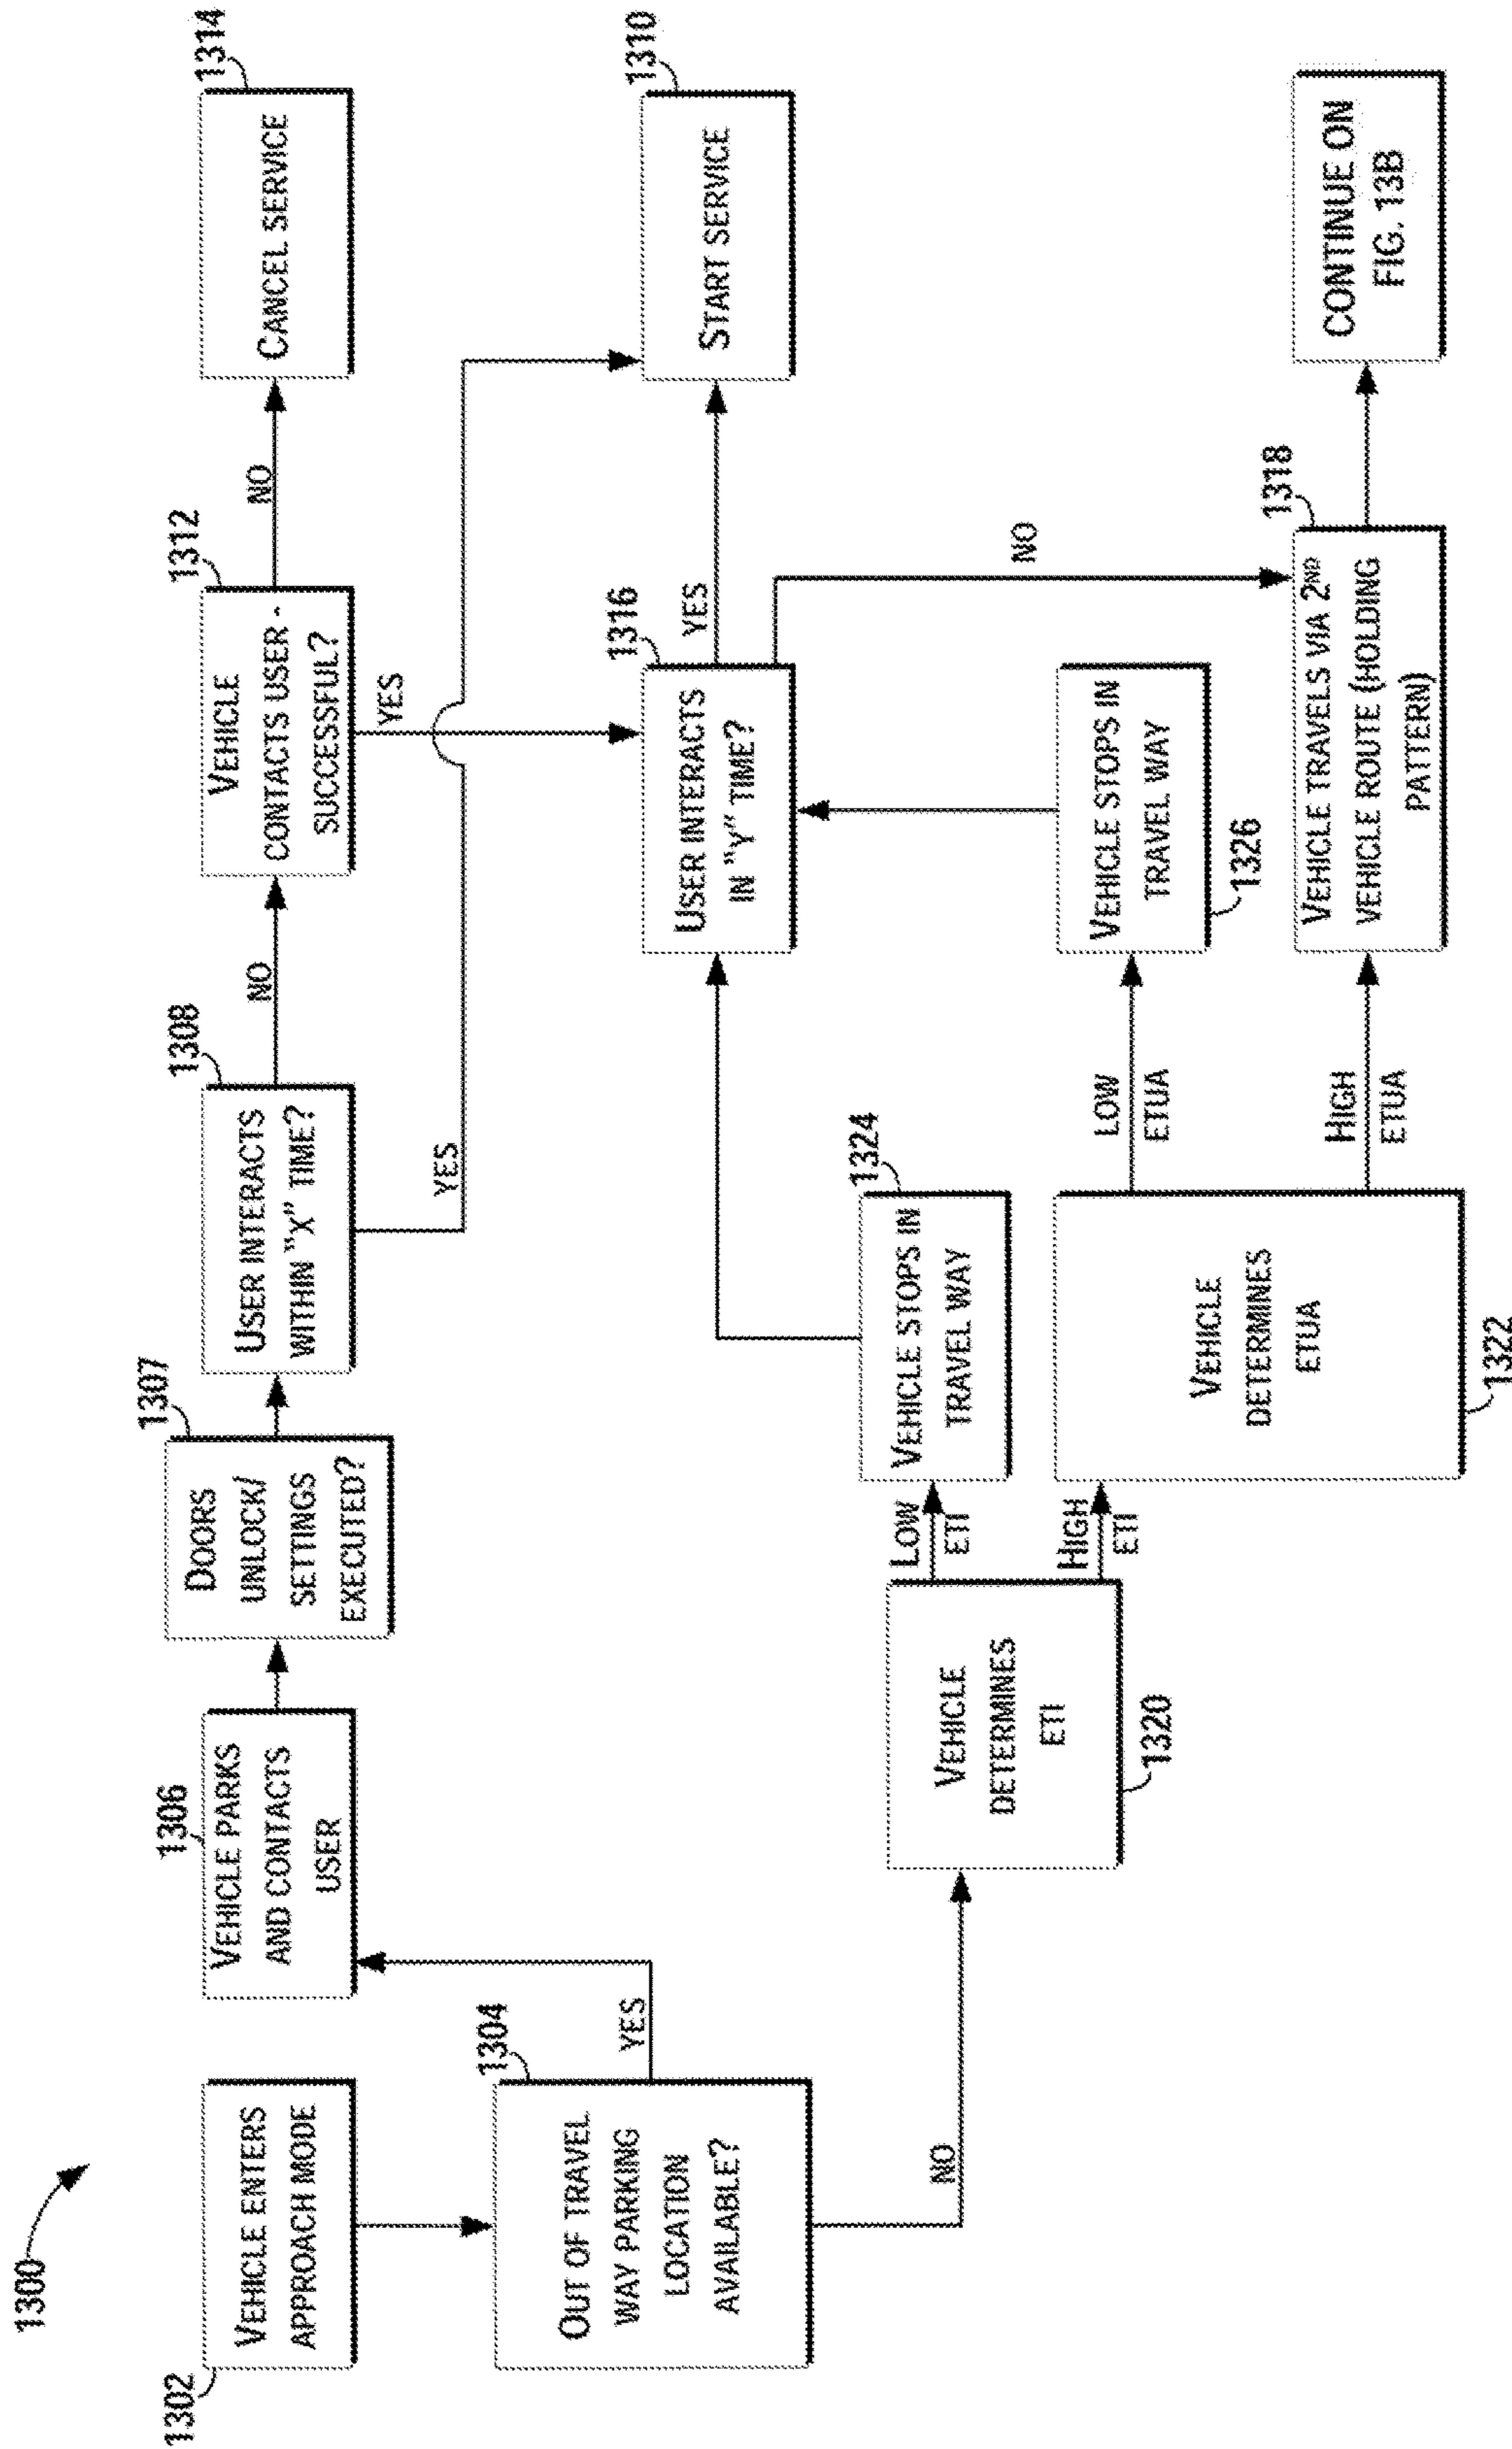 1300
1302
VEHICLE ENTERS
APPROACH MODE
1304
OUT OF TRAVEL
WAY PARKING
LOCATION
AVAILABLE?
YES
NO
1306
VEHICLE PARKS
AND CONTACTS
USER
1307
DOORS
UNLOCK/
SETTINGS
EXECUTED?
1308
USER INTERACTS
WITHIN "X" TIME?
NO
YES
1312
VEHICLE
CONTACTS USER -
SUCCESSFUL?
NO
YES
1314
CANCEL SERVICE
1310
START SERVICE
1316
USER INTERACTS
IN "Y" TIME?
YES
NO
1320
VEHICLE
DETERMINES
ETI
LOW
ETI
HIGH
ETI
1324
VEHICLE STOPS IN
TRAVEL WAY
1322
VEHICLE
DETERMINES
ETUA
LOW
ETUA
HIGH
ETUA
1326
VEHICLE STOPS IN
TRAVEL WAY
1318
VEHICLE TRAVELS VIA 2ND
VEHICLE ROUTE (HOLDING
PATTERN)
CONTINUE ON
FIG. 13B